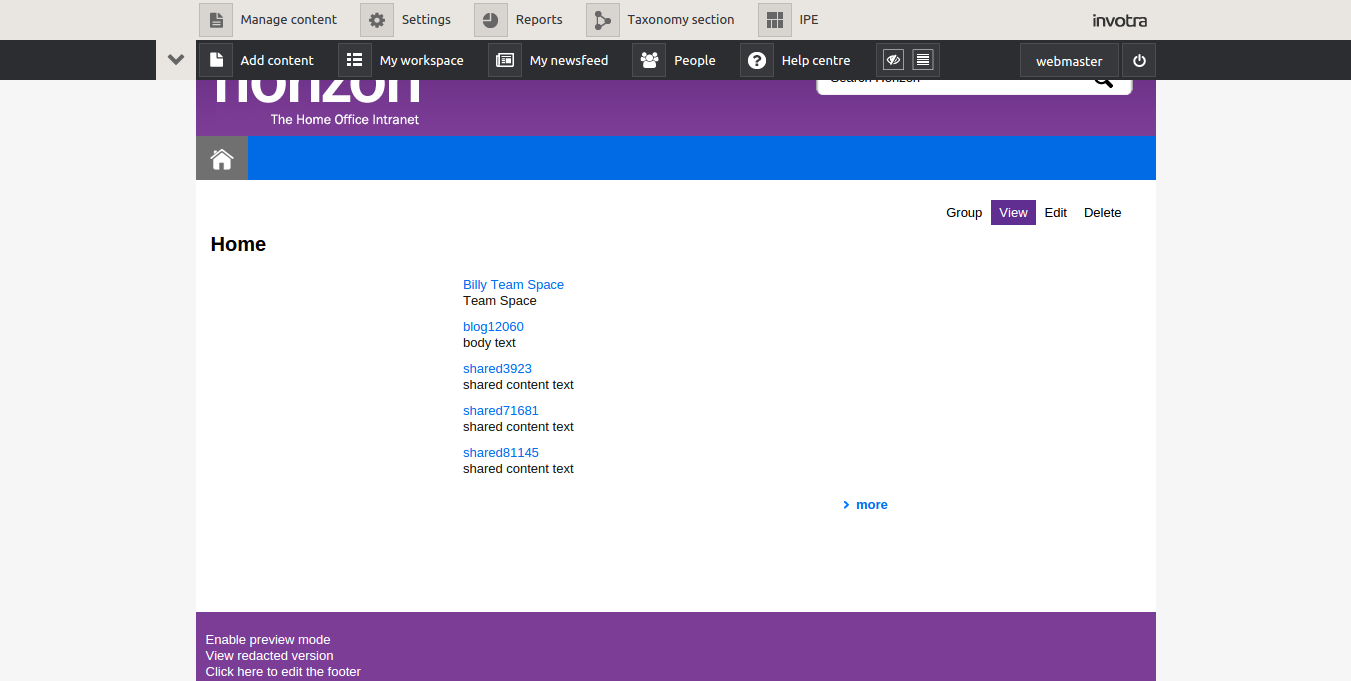 Manage content Settings Reports Taxonomy section IPE invotra
Add content My workspace My newsfeed People Help centre webmaster
horizon Search Horizon
The Home Office Intranet
Group View Edit Delete
Home
Billy Team Space
Team Space
blog12060
body text
shared3923
shared content text
shared71681
shared content text
shared81145
shared content text
more
Enable preview mode
View redacted version
Click here to edit the footer